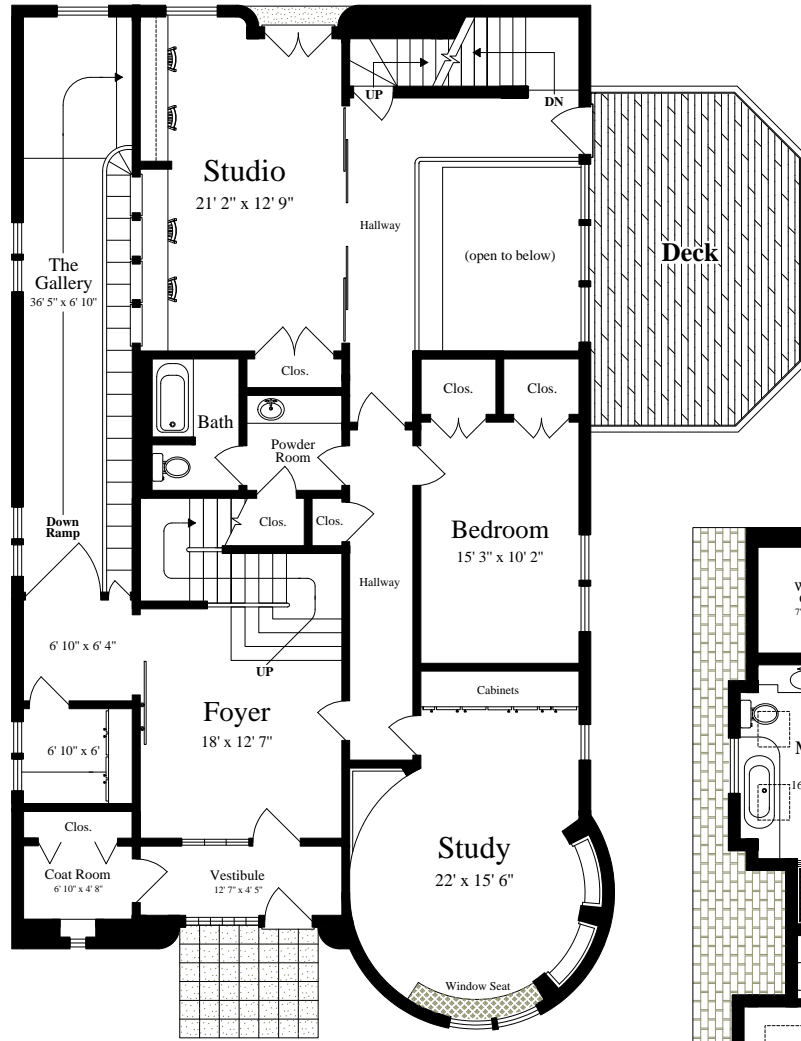 UP
DN
Studio
21' 2" x 12' 9"
Hallway
(open to below)
Deck
The
Gallery
36' 5" x 6' 10"
Clos.
Clos.
Clos.
Bath
Powder
Room
Down
Ramp
Clos.
Clos.
Bedroom
15' 3" x 10' 2"
Hallway
6' 10" x 6' 4"
UP
Cabinets
Foyer
18' x 12' 7"
6' 10" x 6'
Clos.
Coat Room
6' 10" x 4' 8"
Vestibule
12' 7" x 4' 5"
Study
22' x 15' 6"
Window Seat
W
7'
M
16